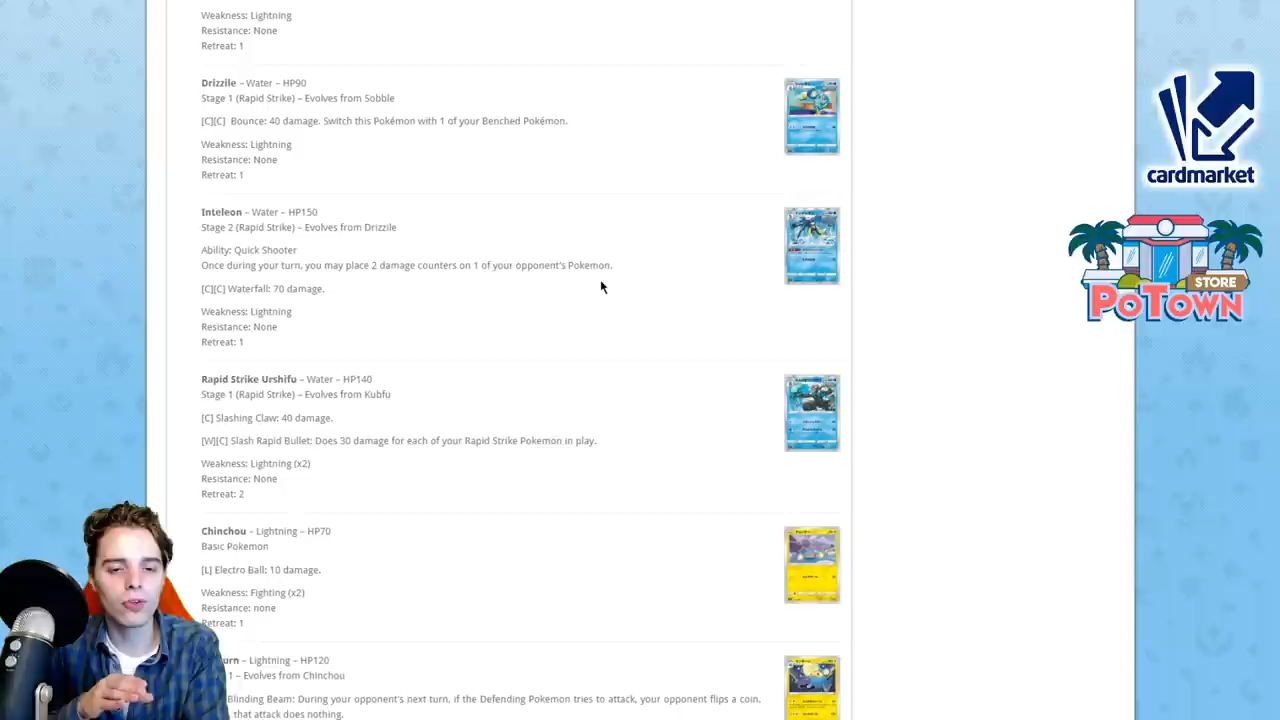 Weakness: Lightning
Resistance: None
Retreat: 1
Drizzile – Water – HP90
Stage 1 (Rapid Strike) – Evolves from Sobble
[C][C] Bounce: 40 damage. Switch this Pokémon with 1 of your Benched Pokémon.
Weakness: Lightning
Resistance: None
Retreat: 1
Inteleon – Water – HP150
Stage 2 (Rapid Strike) – Evolves from Drizzile
Ability: Quick Shooter
Once during your turn, you may place 2 damage counters on 1 of your opponent's Pokemon.
[C][C] Waterfall: 70 damage.
Weakness: Lightning
Resistance: None
Retreat: 1
Rapid Strike Urshifu – Water – HP140
Stage 1 (Rapid Strike) – Evolves from Kubfu
[C] Slashing Claw: 40 damage.
[W][C] Slash Rapid Bullet: Does 30 damage for each of your Rapid Strike Pokemon in play.
Weakness: Lightning (x2)
Resistance: None
Retreat: 2
Chinchou – Lightning – HP70
Basic Pokemon
[L] Electro Ball: 10 damage.
Weakness: Fighting (x2)
Resistance: none
Retreat: 1
– Lightning – HP120
1 – Evolves from Chinchou
Blinding Beam: During your opponent's next turn, if the Defending Pokemon tries to attack, your opponent flips a coin.
that attack does nothing.
cardmarket
STORE
POTOWN